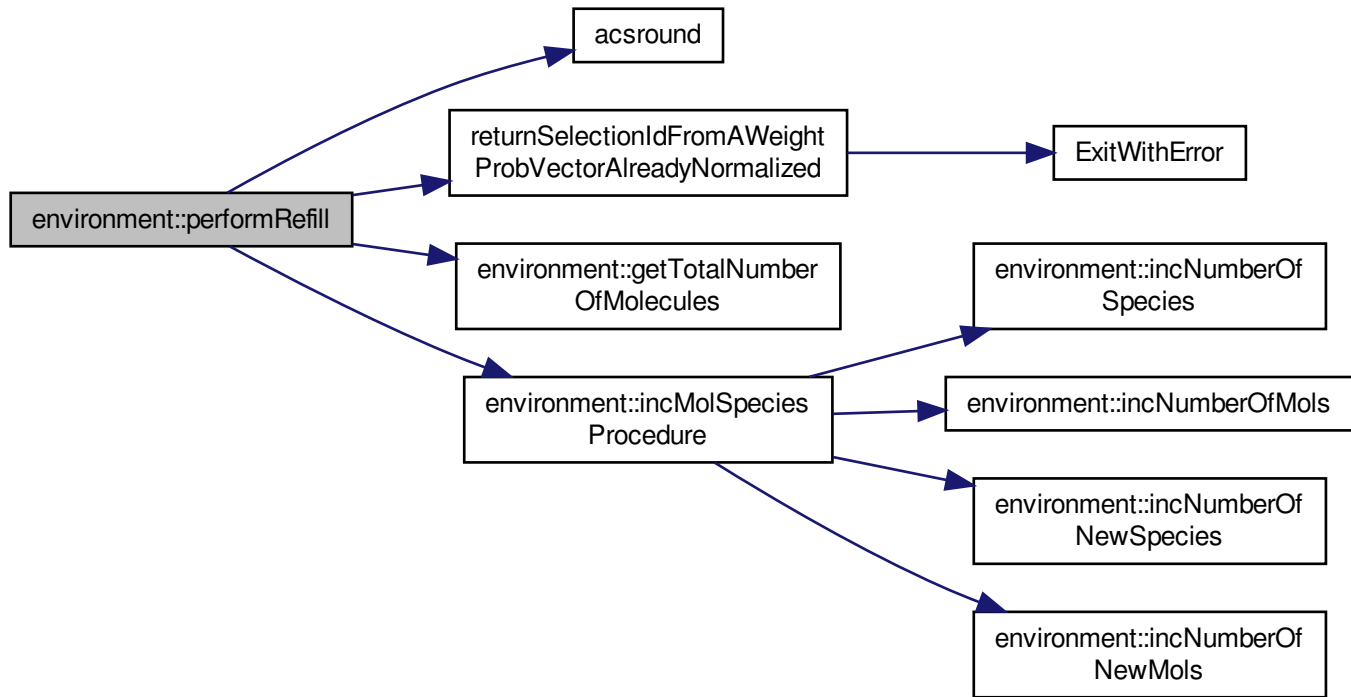 acsround
returnSelectionIdFromAWeight
ProbVectorAlreadyNormalized
ExitWithError
environment::performRefill
environment::getTotalNumber
OfMolecules
environment::incNumberOf
Species
environment::incMolSpecies
Procedure
environment::incNumberOfMols
environment::incNumberOf
NewSpecies
environment::incNumberOf
NewMols